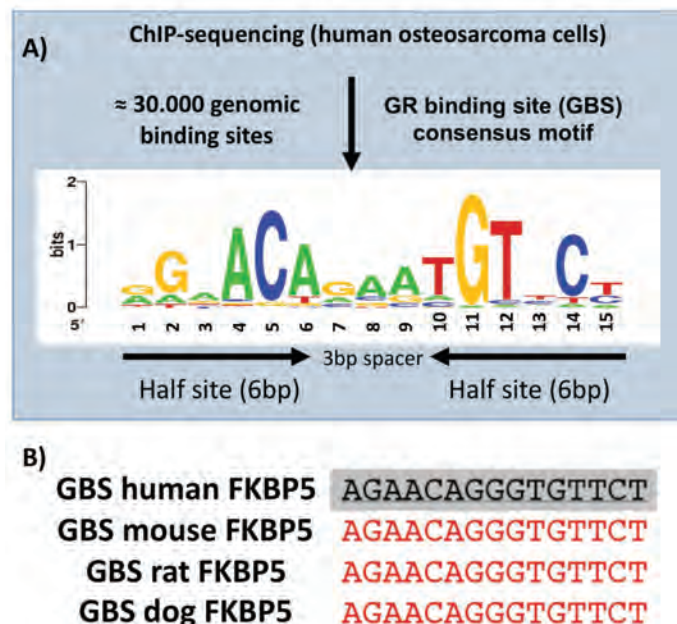 A)
ChIP-sequencing (human osteosarcoma cells)
≈ 30.000 genomic
binding sites
GR binding site (GBS)
consensus motif
2
1
0
bits
5'
G G A A C A G A A T G T T C T
1 2 3 4 5 6 7 8 9 10 11 12 13 14 15
3bp spacer
Half site (6bp)
Half site (6bp)
B)
GBS human FKBP5 AGAACAGGGTGTTCT
GBS mouse FKBP5 AGAACAGGGTGTTCT
GBS rat FKBP5 AGAACAGGGTGTTCT
GBS dog FKBP5 AGAACAGGGTGTTCT